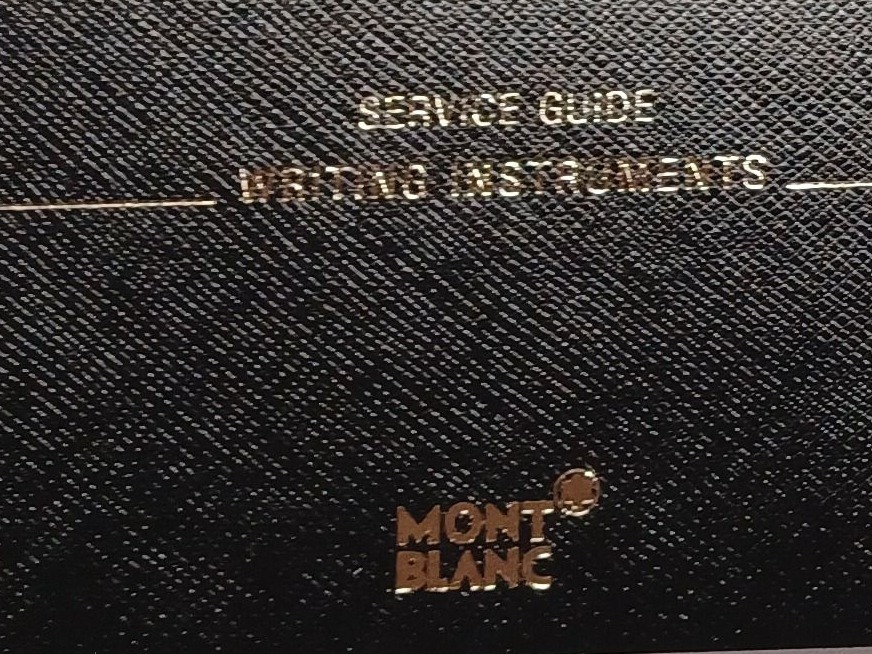 SERVICE GUIDE
WRITING INSTRUMENTS
MONT
BLANC